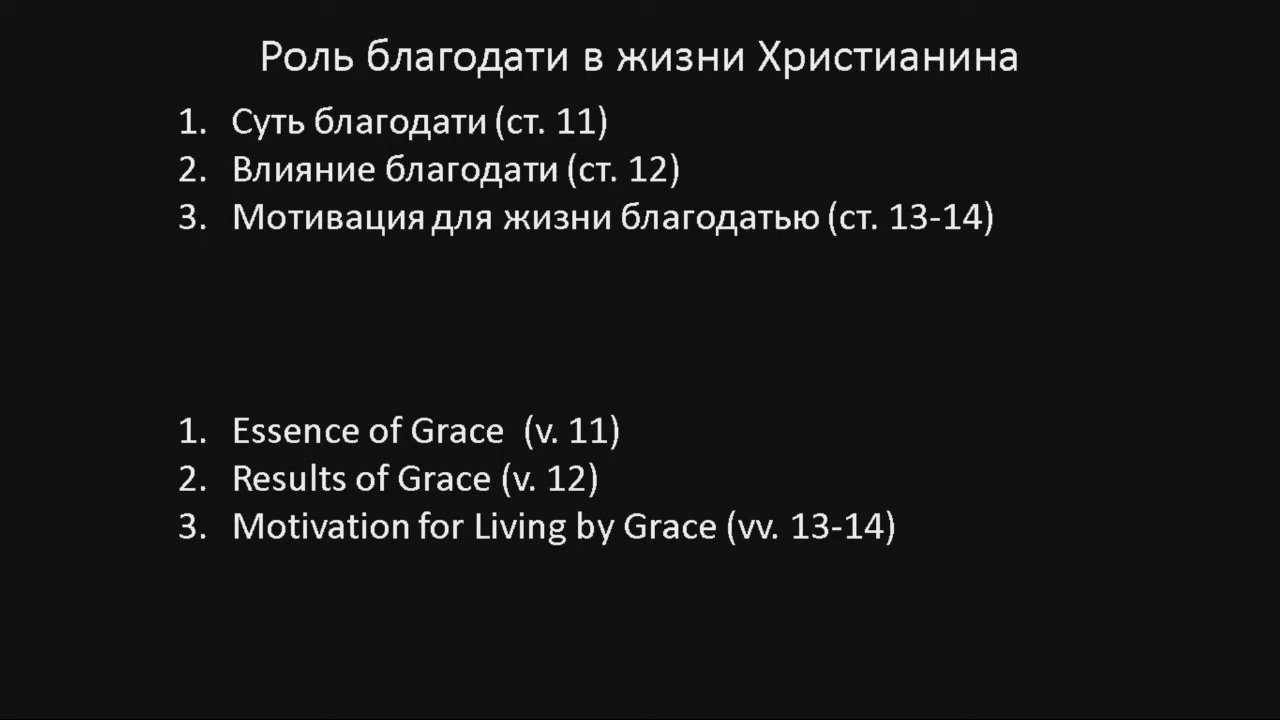 Роль благодати в жизни Христианина
1. Суть благодати (ст. 11)
2. Влияние благодати (ст. 12)
3. Мотивация для жизни благодатью (ст. 13-14)
1. Essence of Grace (v. 11)
2. Results of Grace (v. 12)
3. Motivation for Living by Grace (vv. 13-14)